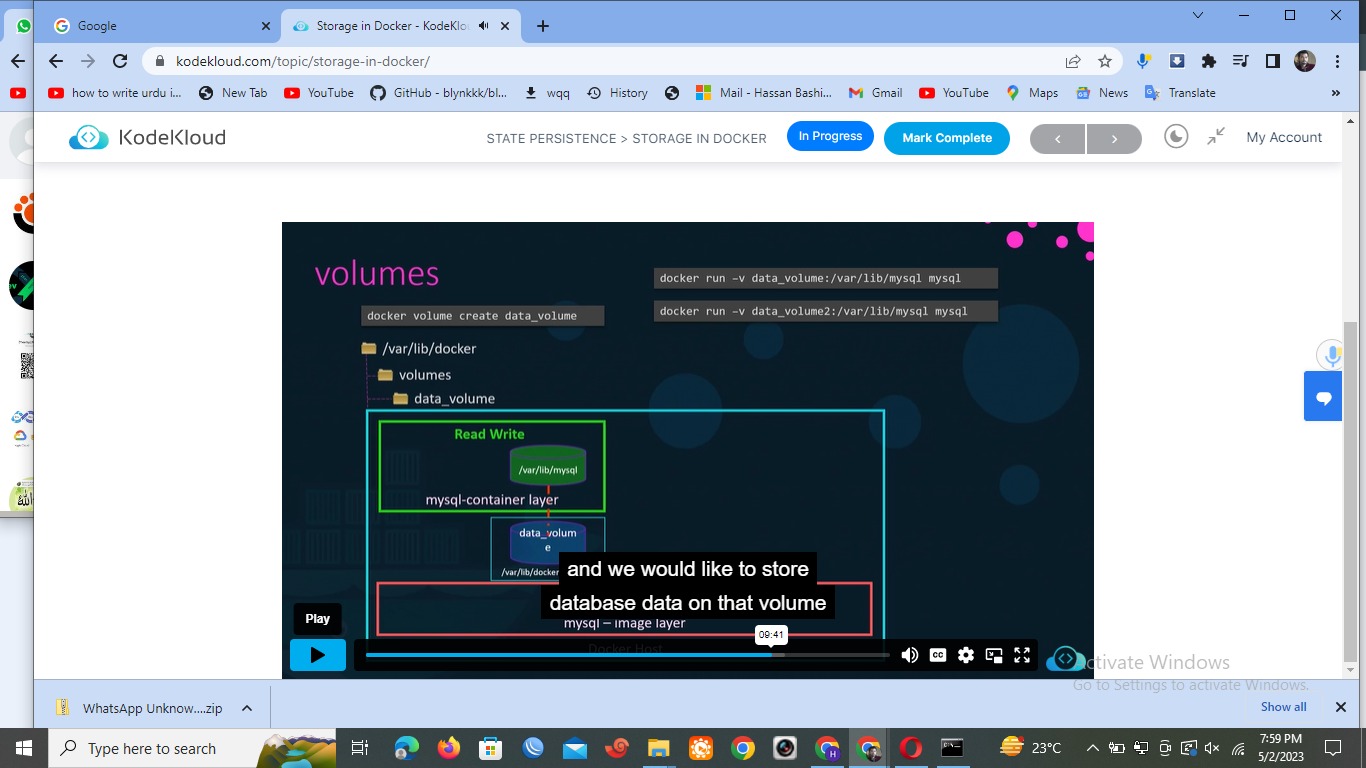 Google
Storage in Docker - KodeKlo
kodekloud.com/topic/storage-in-docker/
how to write urdu i...
New Tab
YouTube
GitHub - blynkkk/bl...
wqq
History
Mail - Hassan Bashi...
Gmail
YouTube
Maps
News
Translate
»
KodeKloud
STATE PERSISTENCE > STORAGE IN DOCKER
In Progress
Mark Complete
My Account
volumes
docker run -v data_volume:/var/lib/mysql mysql
docker run -v data_volume2:/var/lib/mysql mysql
docker volume create data_volume
/var/lib/docker
volumes
data_volume
Read Write
/var/lib/mysql
mysql-container layer
data_volum
e
/var/lib/docker
and we would like to store
database data on that volume
mysql – image layer
Docker Host
Play
09:41
CC
Activate Windows
Go to Settings to activate Windows.
WhatsApp Unknow....zip
Show all
Type here to search
H
23°C
7:59 PM
5/2/2023